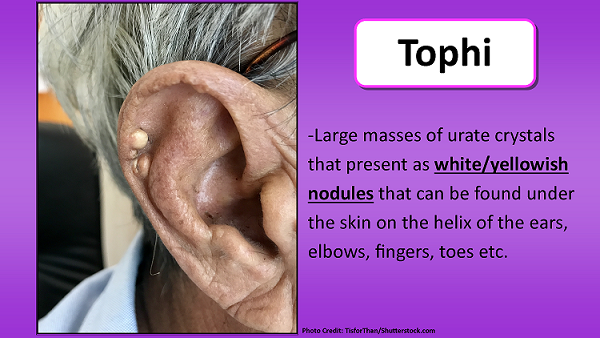 Tophi
-Large masses of urate crystals
that present as white/yellowish
nodules that can be found under
the skin on the helix of the ears,
elbows, fingers, toes etc.
Photo Credit: TisforThan/Shutterstock.com